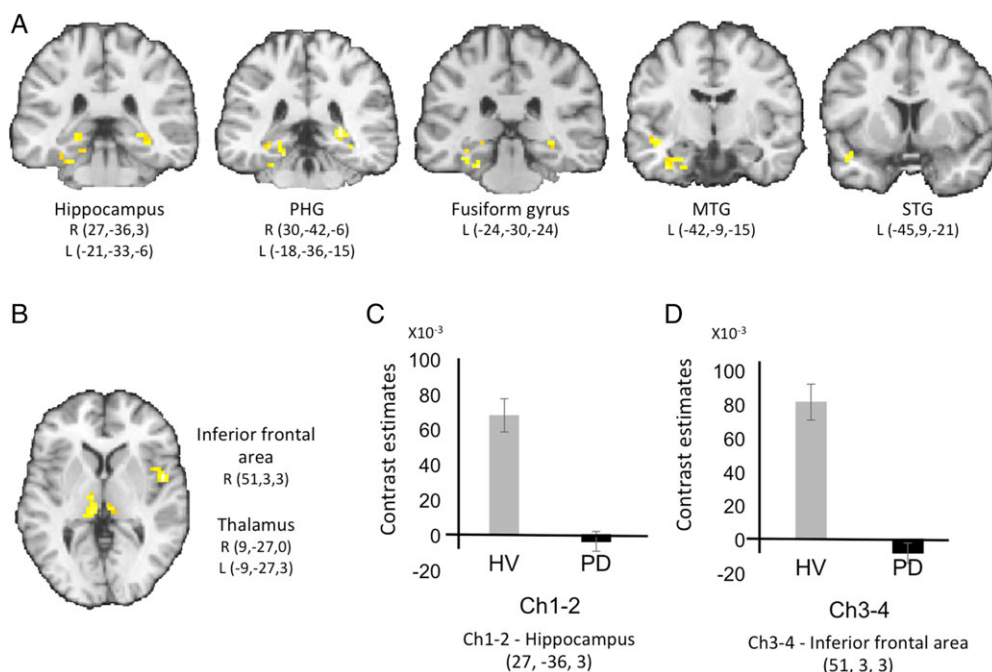 A
Hippocampus
R (27,-36,3)
L (-21,-33,-6)
PHG
R (30,-42,-6)
L (-18,-36,-15)
Fusiform gyrus
L (-24,-30,-24)
MTG
L (-42,-9,-15)
STG
L (-45,9,-21)
B
Inferior frontal
area
R (51,3,3)
Thalamus
R (9,-27,0)
L (-9,-27,3)
C
X10-3
Contrast estimates
100
80
60
40
20
0
-20
HV
PD
Ch1-2
Ch1-2 - Hippocampus
(27, -36, 3)
D
X10-3
Contrast estimates
100
80
60
40
20
0
-20
HV
PD
Ch3-4
Ch3-4 - Inferior frontal area
(51, 3, 3)